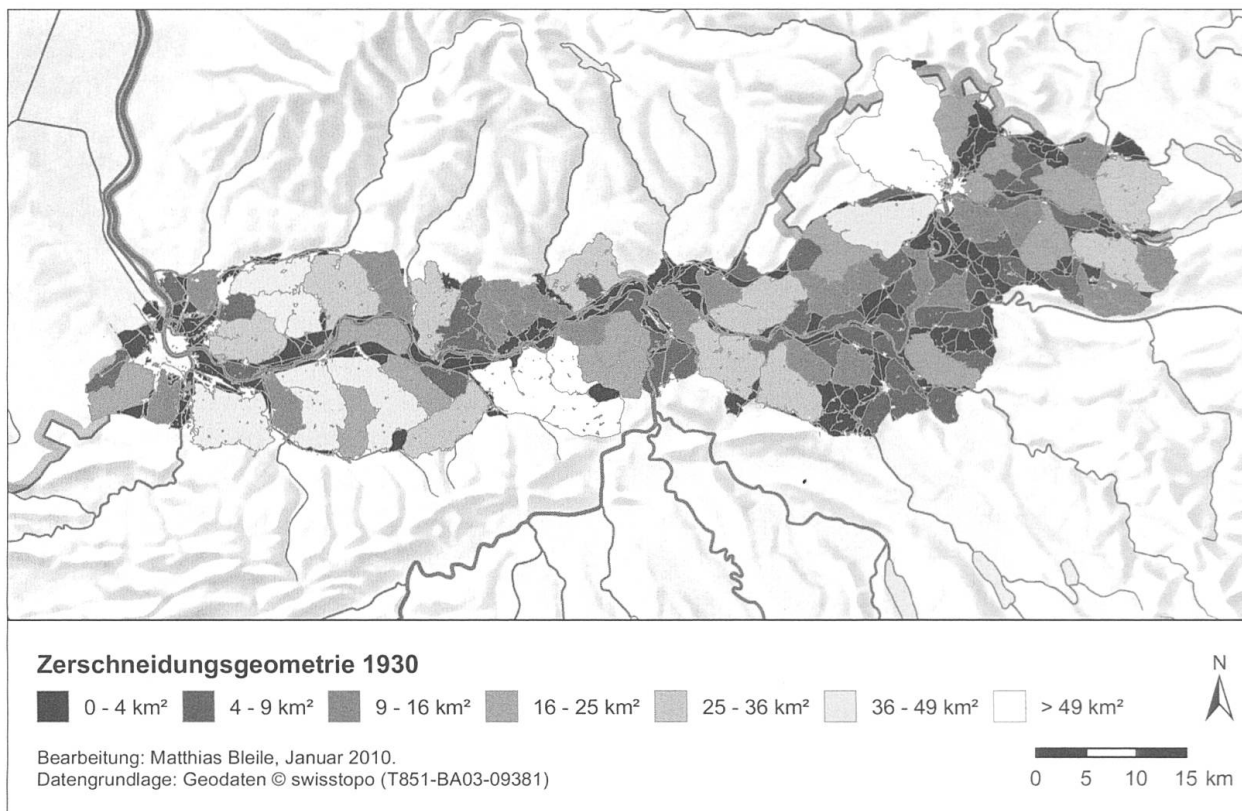 Zerschneidungsgeometrie 1930
0 - 4 km² 4 - 9 km² 9 - 16 km² 16 - 25 km² 25 - 36 km² 36 - 49 km² > 49 km²
N
Bearbeitung: Matthias Bleile, Januar 2010.
Datengrundlage: Geodaten © swisstopo (T851-BA03-09381)
0 5 10 15 km